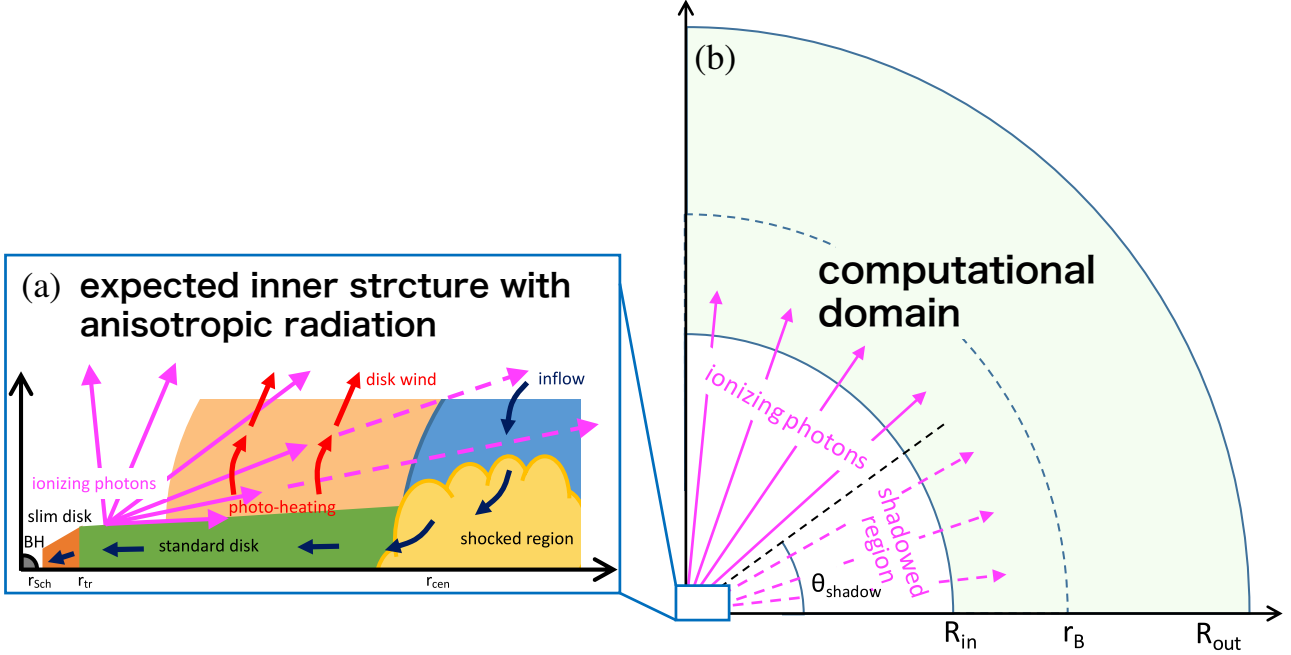 (a) expected inner strcture with
anisotropic radiation
disk wind
inflow
ionizing photons
photo-heating
slim disk
BH
standard disk
shocked region
rSch
rtr
rcen
(b)
computational
domain
ionizing photons
shadowed
region
θshadow
Rin
rB
Rout